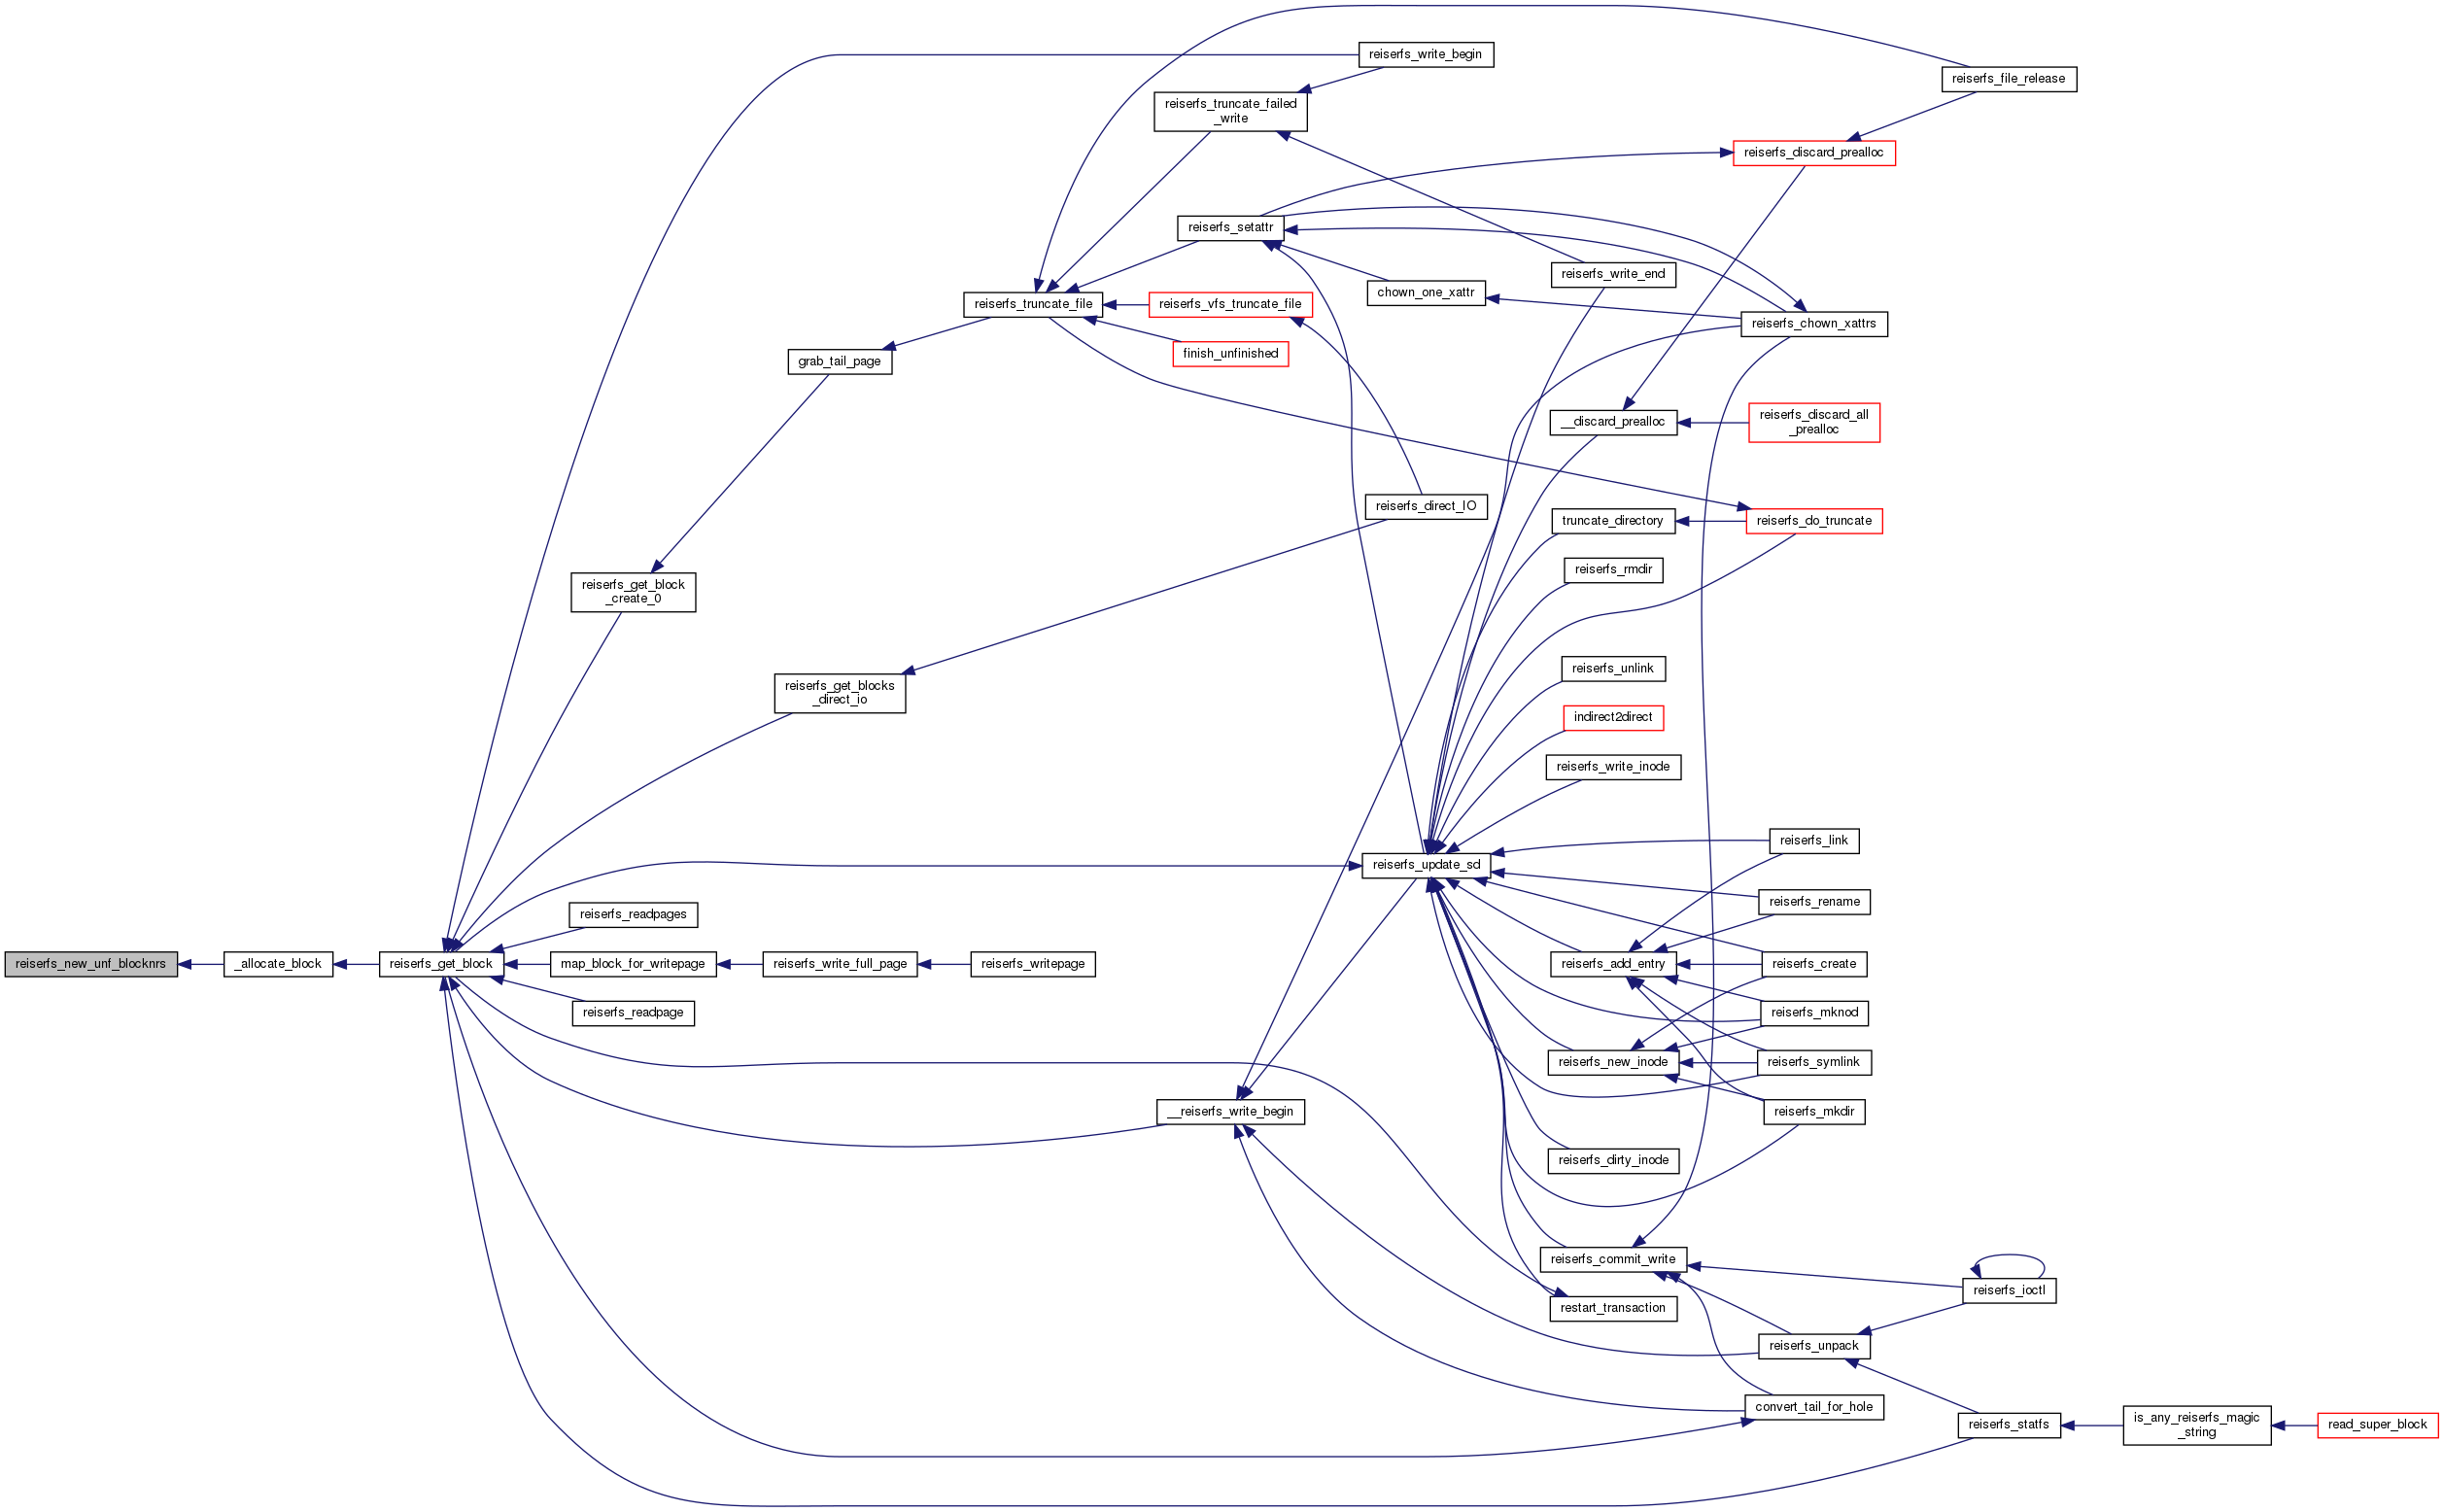 reiserfs_new_unf_blocknrs
_allocate_block
reiserfs_get_block
reiserfs_get_block
_create_0
reiserfs_readpages
map_block_for_writepage
reiserfs_readpage
grab_tail_page
reiserfs_get_blocks
_direct_io
reiserfs_write_full_page
reiserfs_truncate_file
reiserfs_writepage
reiserfs_truncate_failed
_write
reiserfs_setattr
reiserfs_vfs_truncate_file
finish_unfinished
__reiserfs_write_begin
reiserfs_write_begin
chown_one_xattr
reiserfs_direct_IO
reiserfs_update_sd
reiserfs_write_end
__discard_prealloc
truncate_directory
reiserfs_rmdir
reiserfs_unlink
indirect2direct
reiserfs_write_inode
reiserfs_add_entry
reiserfs_new_inode
reiserfs_dirty_inode
reiserfs_commit_write
restart_transaction
reiserfs_discard_prealloc
reiserfs_chown_xattrs
reiserfs_discard_all
_prealloc
reiserfs_do_truncate
reiserfs_link
reiserfs_rename
reiserfs_create
reiserfs_mknod
reiserfs_symlink
reiserfs_mkdir
reiserfs_unpack
convert_tail_for_hole
reiserfs_file_release
reiserfs_ioctl
reiserfs_statfs
is_any_reiserfs_magic
_string
read_super_block